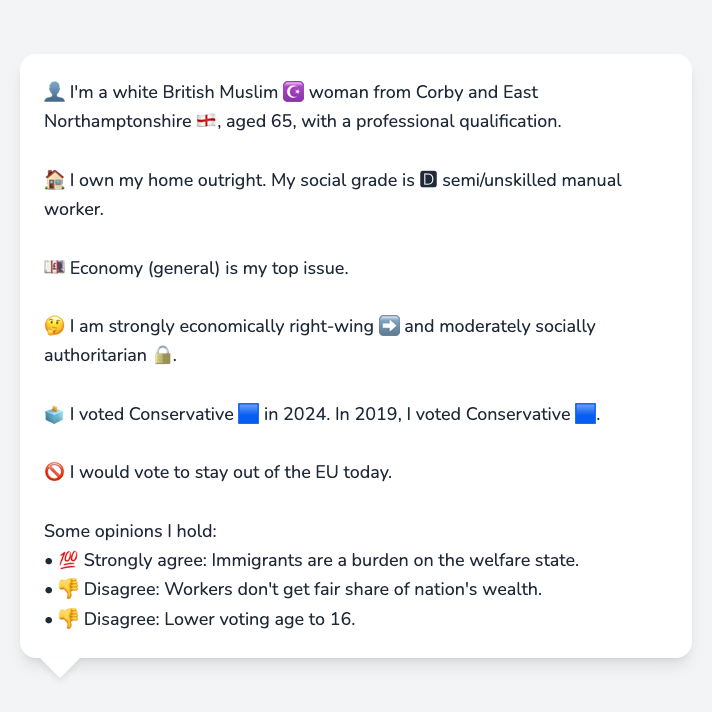 👤 I'm a white British Muslim ☪️ woman from Corby and East
Northamptonshire 🏴󠁧󠁢󠁥󠁮󠁧󠁿, aged 65, with a professional qualification.
🏠 I own my home outright. My social grade is 🅳 semi/unskilled manual
worker.
💷 Economy (general) is my top issue.
🤔 I am strongly economically right-wing ➡️ and moderately socially
authoritarian 🔒.
🗳️ I voted Conservative 🟦 in 2024. In 2019, I voted Conservative 🟦.
🚫 I would vote to stay out of the EU today.
Some opinions I hold:
• 💯 Strongly agree: Immigrants are a burden on the welfare state.
• 👎 Disagree: Workers don't get fair share of nation's wealth.
• 👎 Disagree: Lower voting age to 16.